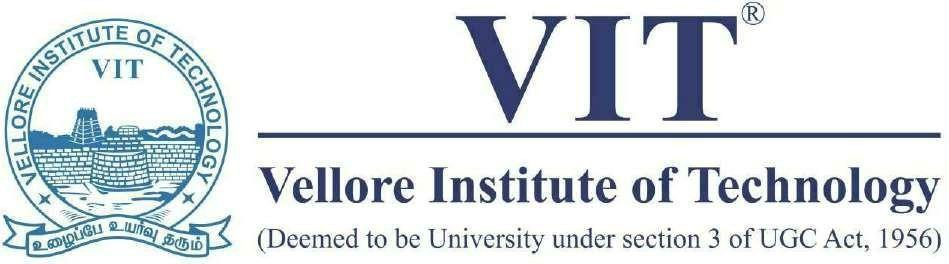 VELLORE INSTITUTE OF TECHNOLOGY
VIT
உழைப்பே உயர்வு தரும்
VIT®
Vellore Institute of Technology
(Deemed to be University under section 3 of UGC Act, 1956)